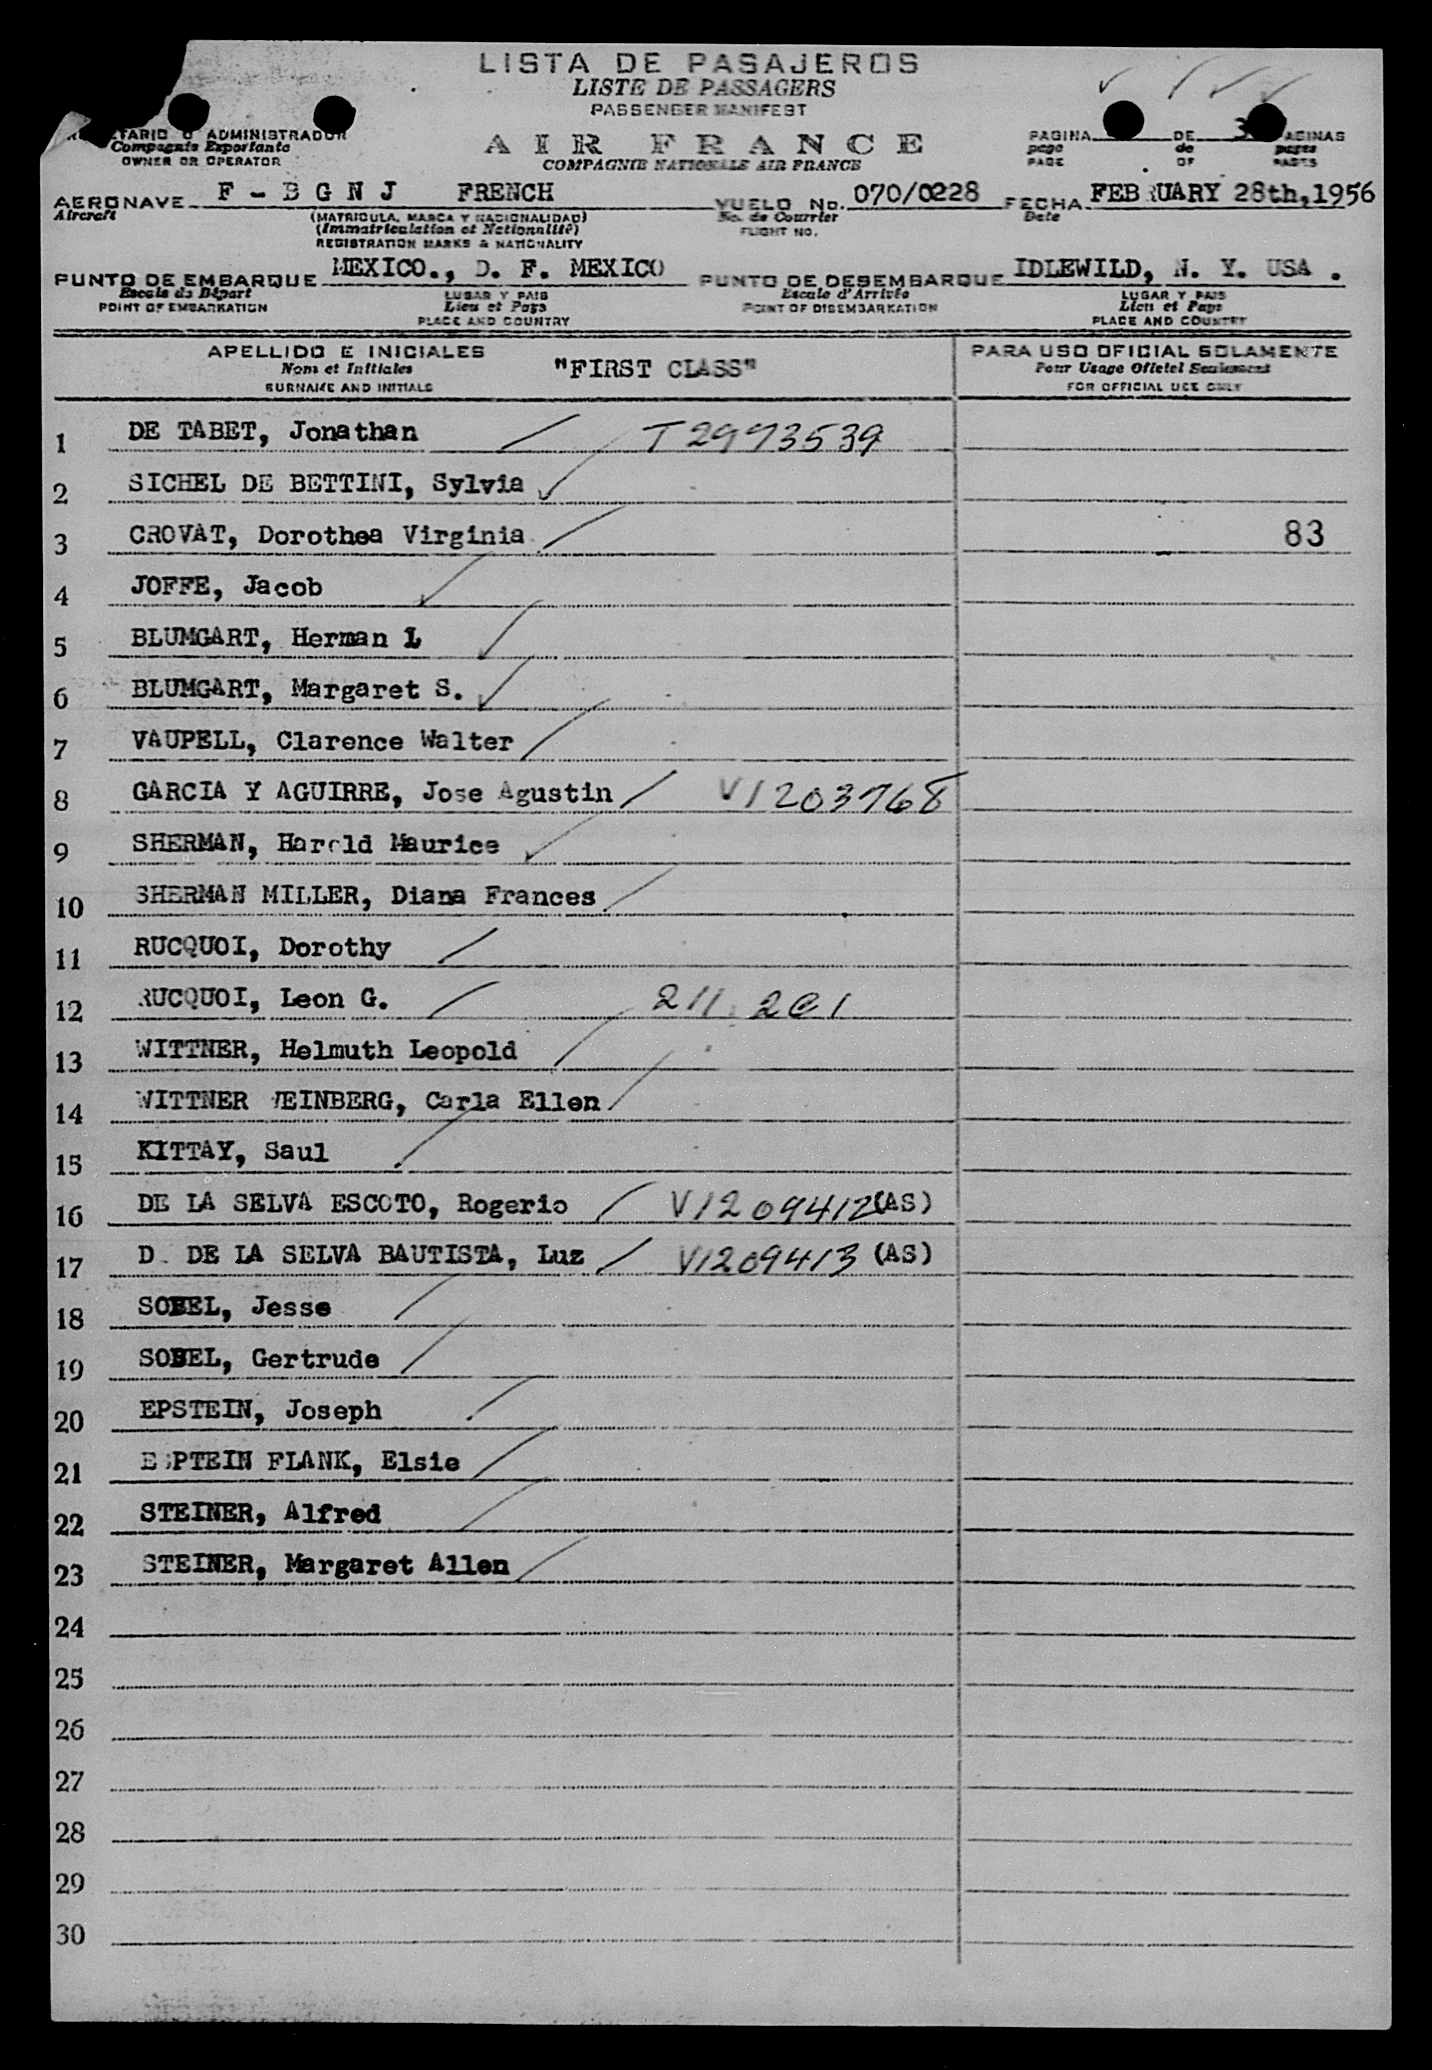 LISTA DE PASAJEROS
LISTE DE PASSAGERS
PASSENGER MANIFEST
ETARIO O ADMINISTRADOR
Compagnie Exportante
OWNER OR OPERATOR
AIR FRANCE
COMPAGNIE NATIONALE AIR FRANCE
PAGINA DE 3 PAGINAS
page de pages
PAGE OF PAGES
AERONAVE F - B G N J FRENCH VUELO No. 070/0228 FECHA FEBRUARY 28th, 1956
Aircraft (MATRICULA, MARCA Y NACIONALIDAD) No. de Courrier Date
(Immatriculation et Nationalité) FLIGHT NO.
REGISTRATION MARKS & NATIONALITY
PUNTO DE EMBARQUE MEXICO., D. F. MEXICO PUNTO DE DESEMBARQUE IDLEWILD, N. Y. USA .
Escale de Départ LUGAR Y PAIS Escale d'Arrivée LUGAR Y PAIS
POINT OF EMBARKATION Lieu et Pays POINT OF DISEMBARKATION Lieu et Pays
PLACE AND COUNTRY PLACE AND COUNTRY
APELLIDO E INICIALES "FIRST CLASS" PARA USO OFICIAL SOLAMENTE
Nom et Initiales Pour Usage Oficiel Seulement
SURNAME AND INITIALS FOR OFFICIAL USE ONLY
1 DE TABET, Jonathan T2973539
2 SICHEL DE BETTINI, Sylvia
3 CROVAT, Dorothea Virginia 83
4 JOFFE, Jacob
5 BLUMGART, Herman L
6 BLUMGART, Margaret S.
7 VAUPELL, Clarence Walter
8 GARCIA Y AGUIRRE, Jose Agustin V1203768
9 SHERMAN, Harold Maurice
10 SHERMAN MILLER, Diana Frances
11 RUCQUOI, Dorothy
12 RUCQUOI, Leon G. 211.201
13 WITTNER, Helmuth Leopold
14 WITTNER WEINBERG, Carla Ellen
15 KITTAY, Saul
16 DE LA SELVA ESCOTO, Rogerio V1209412(AS)
17 D. DE LA SELVA BAUTISTA, Luz V1209413 (AS)
18 SOBEL, Jesse
19 SOBEL, Gertrude
20 EPSTEIN, Joseph
21 ESPTEIN FLANK, Elsie
22 STEINER, Alfred
23 STEINER, Margaret Allen
24
25
26
27
28
29
30